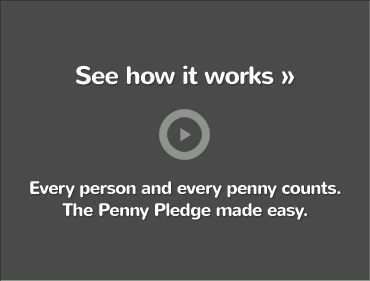 See how it works »
Every person and every penny counts.
The Penny Pledge made easy.